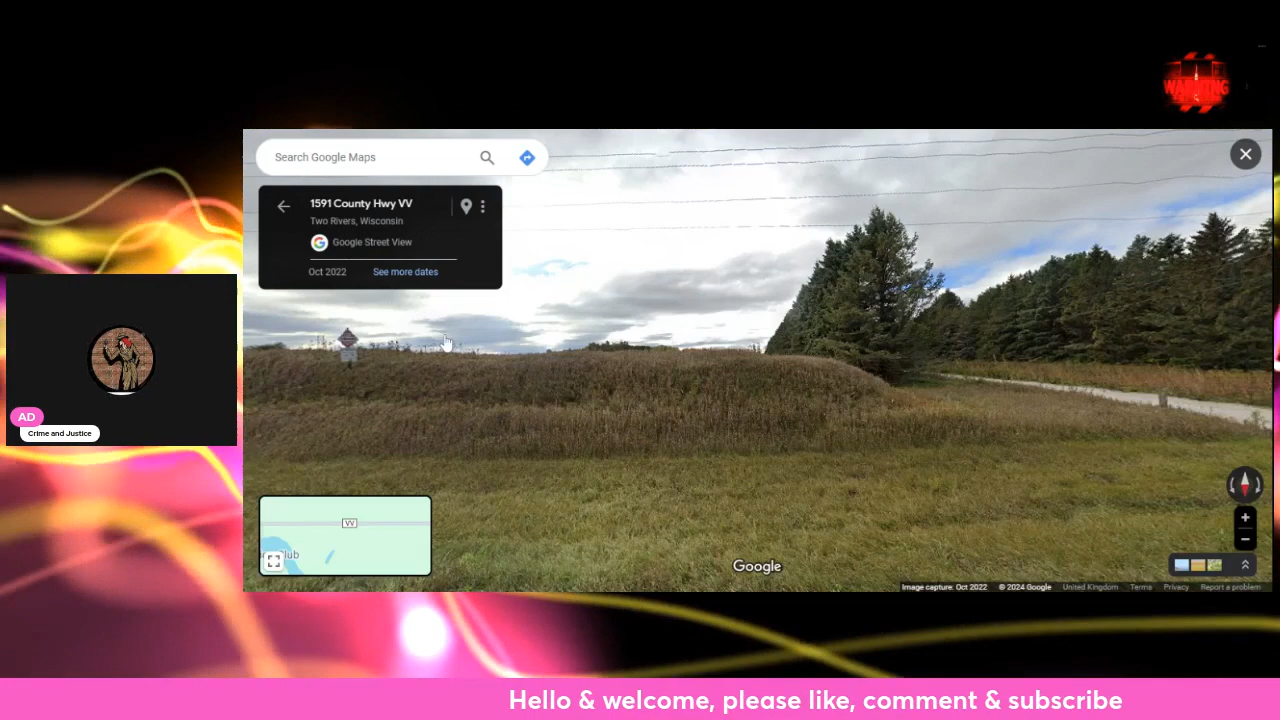 WARNING
Search Google Maps
1591 County Hwy VV
Two Rivers, Wisconsin
Google Street View
Oct 2022 See more dates
AD
Crime and Justice
VV
Club
Google
Image capture: Oct 2022 © 2024 Google United Kingdom Terms Privacy Report a problem
Hello & welcome, please like, comment & subscribe